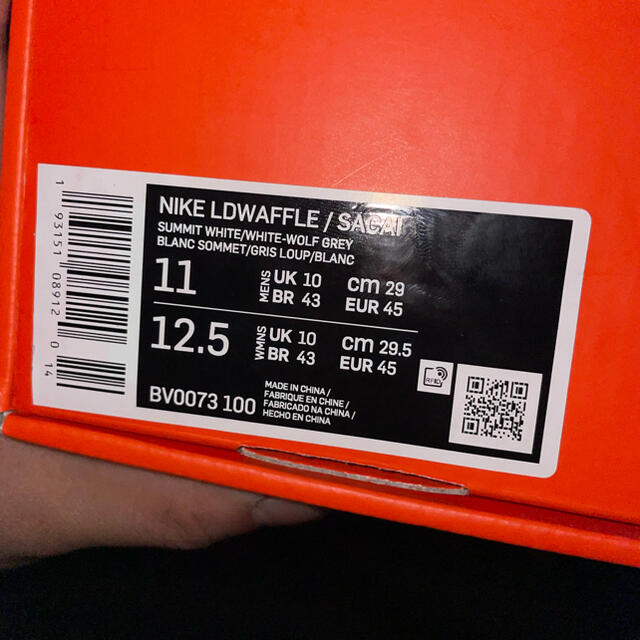 NIKE LDWAFFLE / SACAI
SUMMIT WHITE/WHITE-WOLF GREY
BLANC SOMMET/GRIS LOUP/BLANC
11 MENS UK 10 cm 29
BR 43 EUR 45
12.5 WMNS UK 10 cm 29.5
BR 43 EUR 45
BV0073 100
MADE IN CHINA /
FABRIQUE EN CHINE /
FABRICADO NA CHINA /
HECHO EN CHINA
RFID
1 93151 08912 0 14